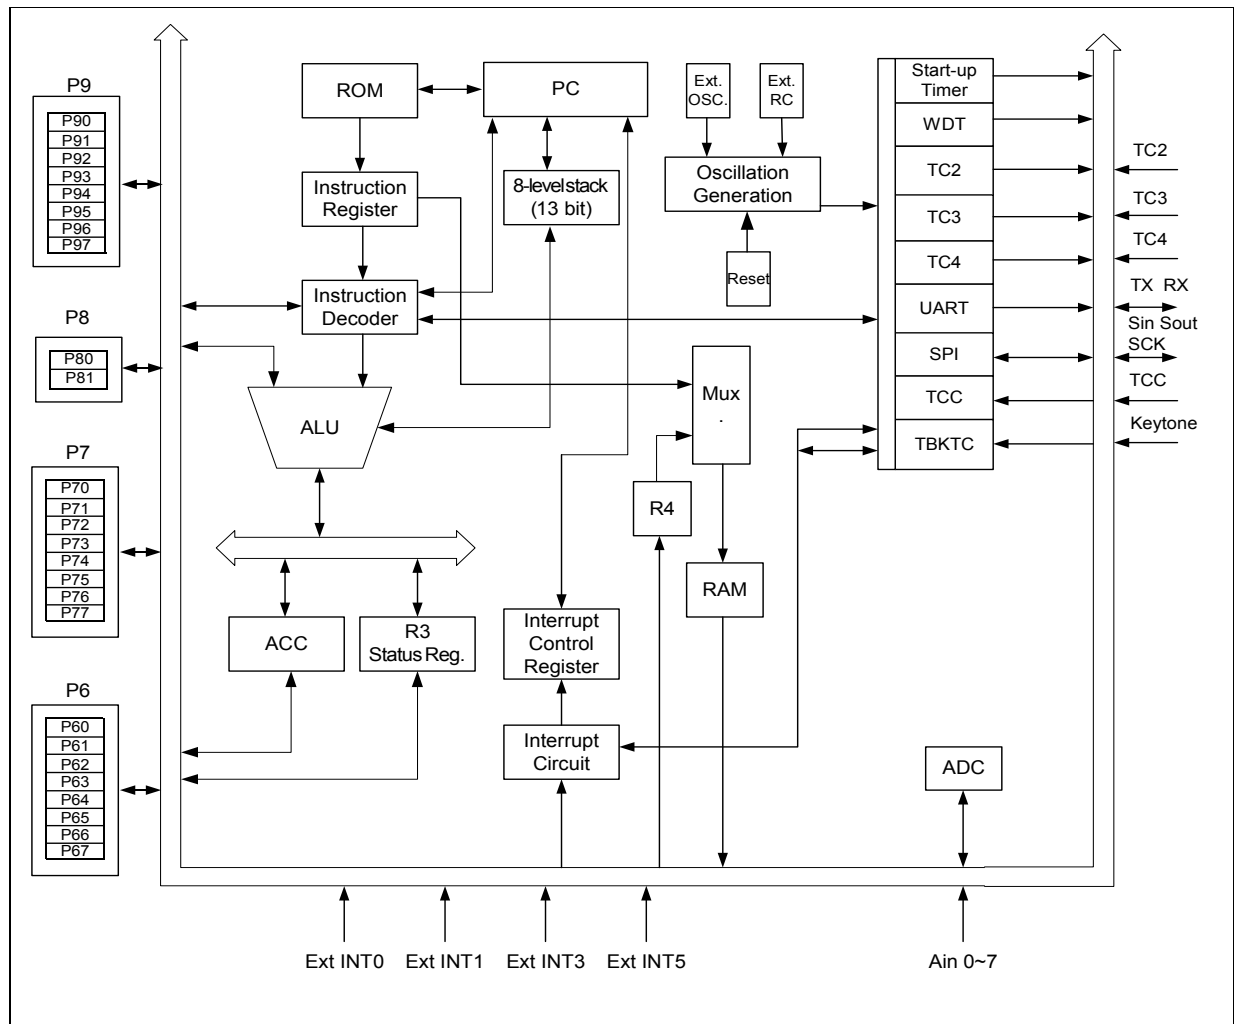 P9
P90
P91
P92
P93
P94
P95
P96
P97
P8
P80
P81
P7
P70
P71
P72
P73
P74
P75
P76
P77
P6
P60
P61
P62
P63
P64
P65
P66
P67
ROM
PC
Instruction
Register
8-levelstack
(13 bit)
Instruction
Decoder
ALU
ACC
R3
Status Reg.
Interrupt
Control
Register
Interrupt
Circuit
Ext.
OSC.
Ext.
RC
Oscillation
Generation
Reset
Mux
.
R4
RAM
ADC
Start-up
Timer
WDT
TC2
TC3
TC4
UART
SPI
TCC
TBKTC
TC2
TC3
TC4
TX RX
Sin Sout
SCK
TCC
Keytone
Ext INT0
Ext INT1
Ext INT3
Ext INT5
Ain 0~7